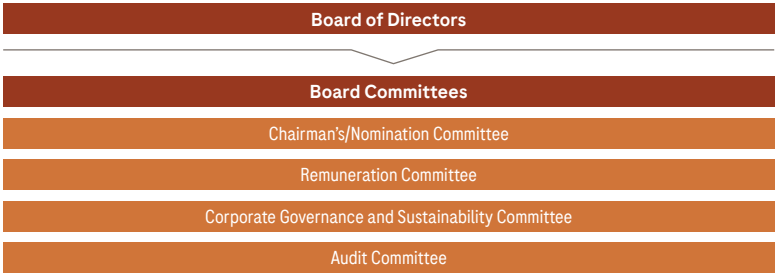 Board of Directors
Board Committees
Chairman's/Nomination Committee
Remuneration Committee
Corporate Governance and Sustainability Committee
Audit Committee